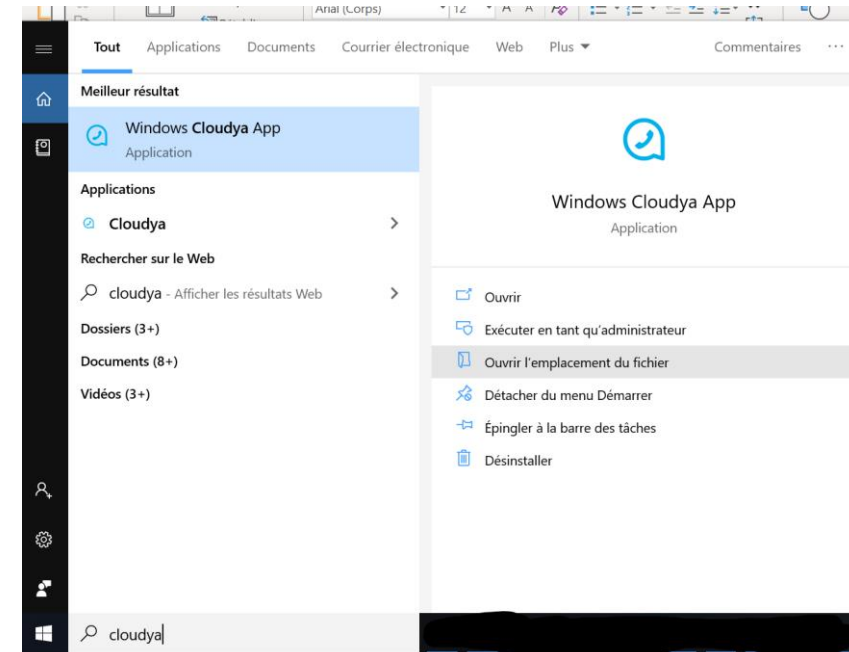 Arial (Corps) 12
Tout Applications Documents Courrier électronique Web Plus Commentaires ...
Meilleur résultat
Windows Cloudya App
Application
Applications
Cloudya
Rechercher sur le Web
cloudya - Afficher les résultats Web
Dossiers (3+)
Documents (8+)
Vidéos (3+)
Windows Cloudya App
Application
Ouvrir
Exécuter en tant qu'administrateur
Ouvrir l'emplacement du fichier
Détacher du menu Démarrer
Épingler à la barre des tâches
Désinstaller
cloudya